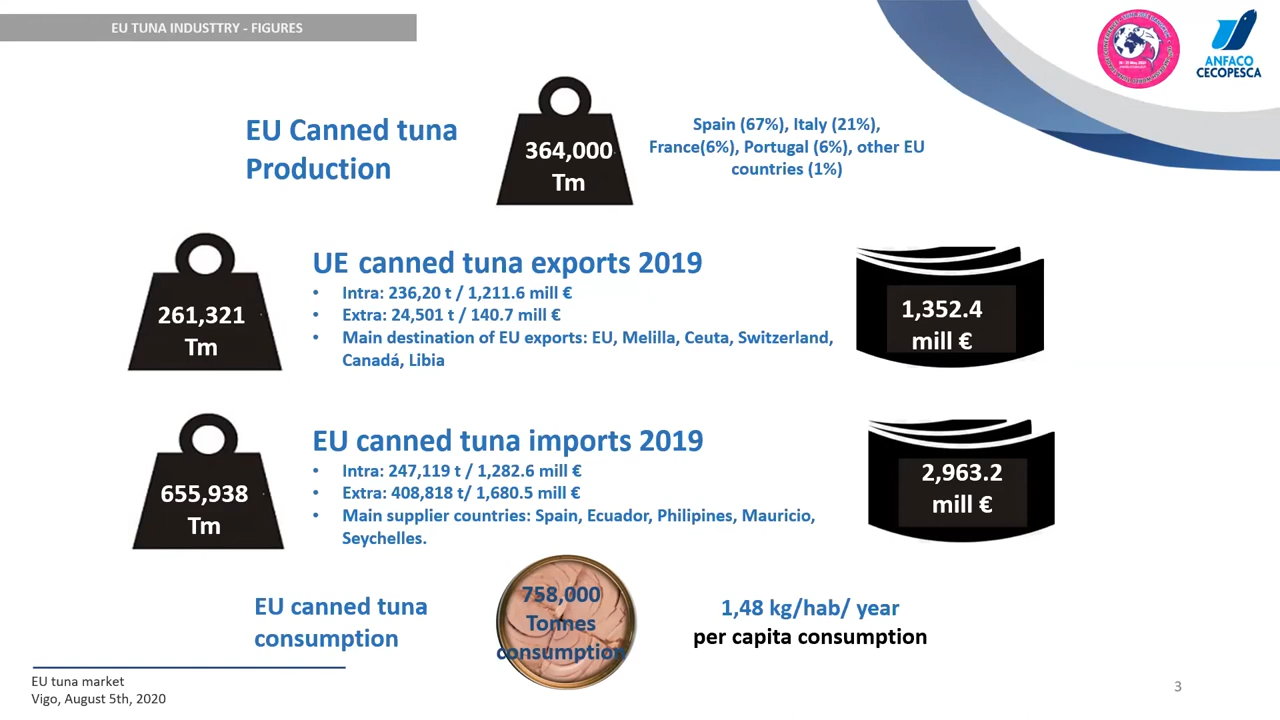 EU TUNA INDUSTTRY - FIGURES
ANFACO
CECOPESCA
EU Canned tuna
Production
364,000
Tm
Spain (67%), Italy (21%),
France(6%), Portugal (6%), other EU
countries (1%)
261,321
Tm
UE canned tuna exports 2019
• Intra: 236,20 t / 1,211.6 mill €
• Extra: 24,501 t / 140.7 mill €
• Main destination of EU exports: EU, Melilla, Ceuta, Switzerland,
Canadá, Libia
1,352.4
mill €
655,938
Tm
EU canned tuna imports 2019
• Intra: 247,119 t / 1,282.6 mill €
• Extra: 408,818 t/ 1,680.5 mill €
• Main supplier countries: Spain, Ecuador, Philipines, Mauricio,
Seychelles.
2,963.2
mill €
EU canned tuna
consumption
758,000
Tonnes
consumption
1,48 kg/hab/ year
per capita consumption
EU tuna market
Vigo, August 5th, 2020
3